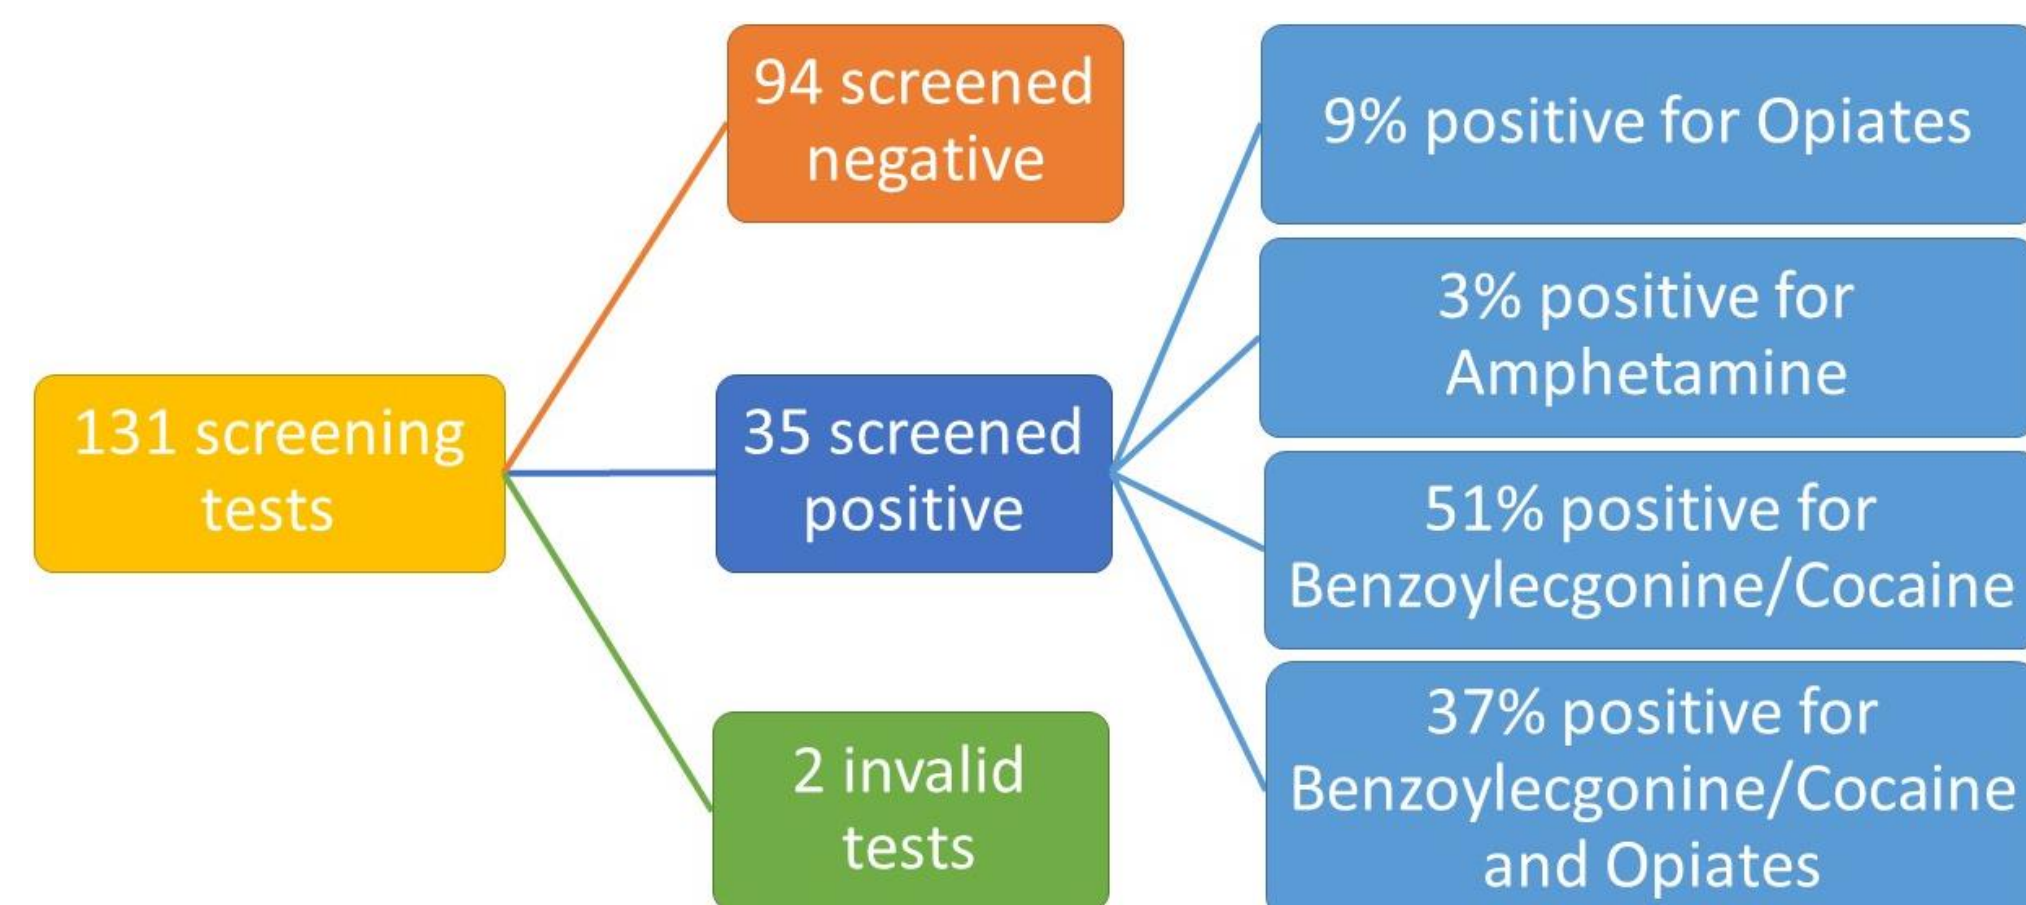 131 screening
tests
94 screened
negative
35 screened
positive
2 invalid
tests
9% positive for Opiates
3% positive for
Amphetamine
51% positive for
Benzoylecgonine/Cocaine
37% positive for
Benzoylecgonine/Cocaine
and Opiates